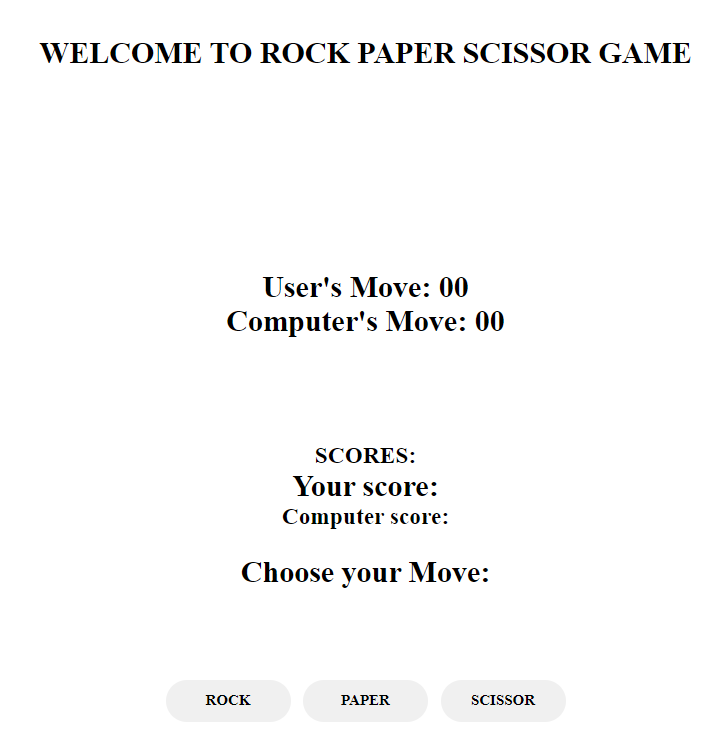 WELCOME TO ROCK PAPER SCISSOR GAME
User's Move: 00
Computer's Move: 00
SCORES:
Your score:
Computer score:
Choose your Move:
ROCK PAPER SCISSOR